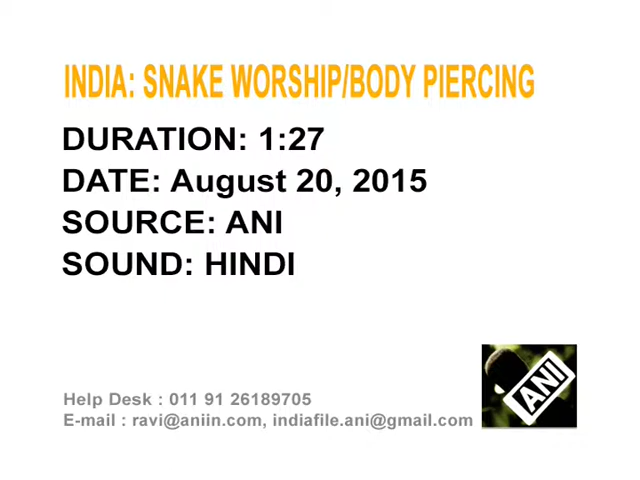 INDIA: SNAKE WORSHIP/BODY PIERCING
DURATION: 1:27
DATE: August 20, 2015
SOURCE: ANI
SOUND: HINDI
ANI
Help Desk : 011 91 26189705
E-mail : ravi@aniin.com, indiafile.ani@gmail.com